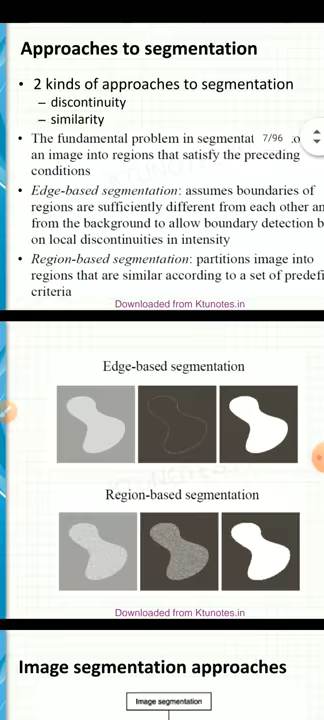 Approaches to segmentation
• 2 kinds of approaches to segmentation
– discontinuity
– similarity
• The fundamental problem in segmentat 7/96
an image into regions that satisfy the preceding
conditions
• Edge-based segmentation: assumes boundaries of
regions are sufficiently different from each other an
from the background to allow boundary detection b
on local discontinuities in intensity
• Region-based segmentation: partitions image into
regions that are similar according to a set of predefi
criteria
Downloaded from Ktunotes.in
Edge-based segmentation
Region-based segmentation
Downloaded from Ktunotes.in
Image segmentation approaches
Image segmentation